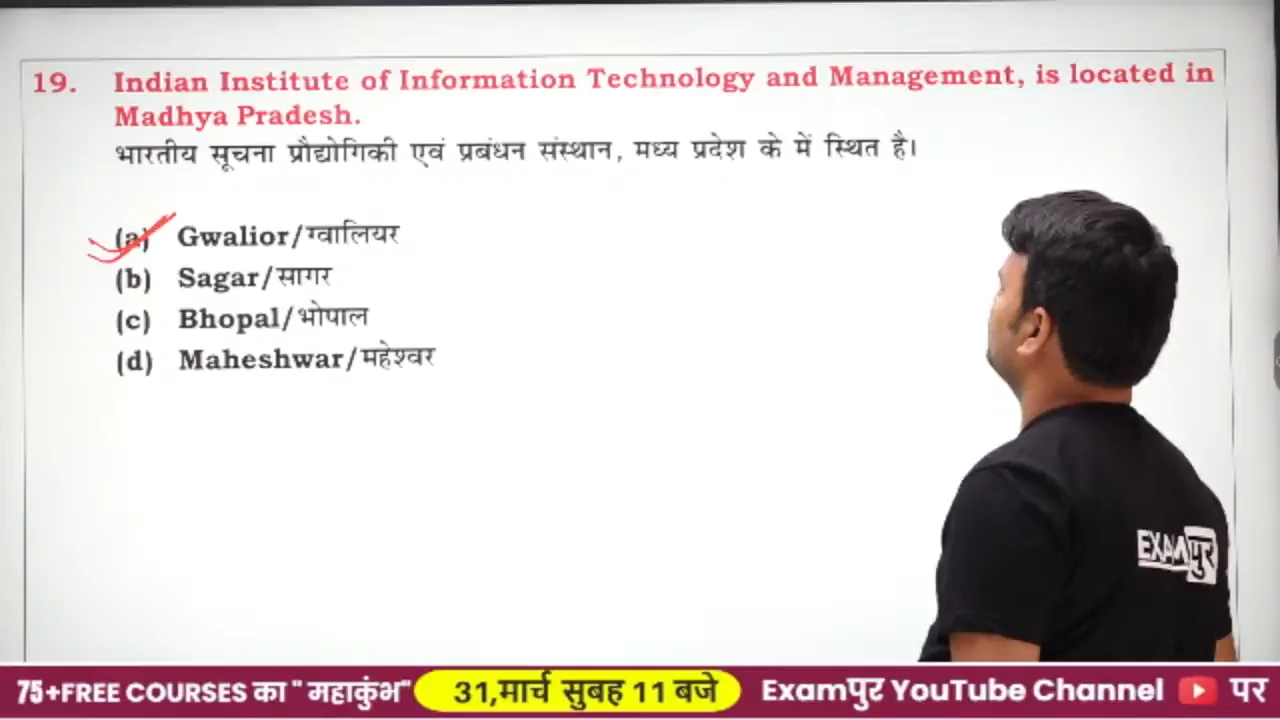 19. Indian Institute of Information Technology and Management, is located in
Madhya Pradesh.
भारतीय सूचना प्रौद्योगिकी एवं प्रबंधन संस्थान, मध्य प्रदेश के में स्थित है।
(a) Gwalior/ग्वालियर
(b) Sagar/सागर
(c) Bhopal/भोपाल
(d) Maheshwar/महेश्वर
EXAMपुर
75+FREE COURSES का " महाकुंभ" 31,मार्च सुबह 11 बजे Examपुर YouTube Channel पर